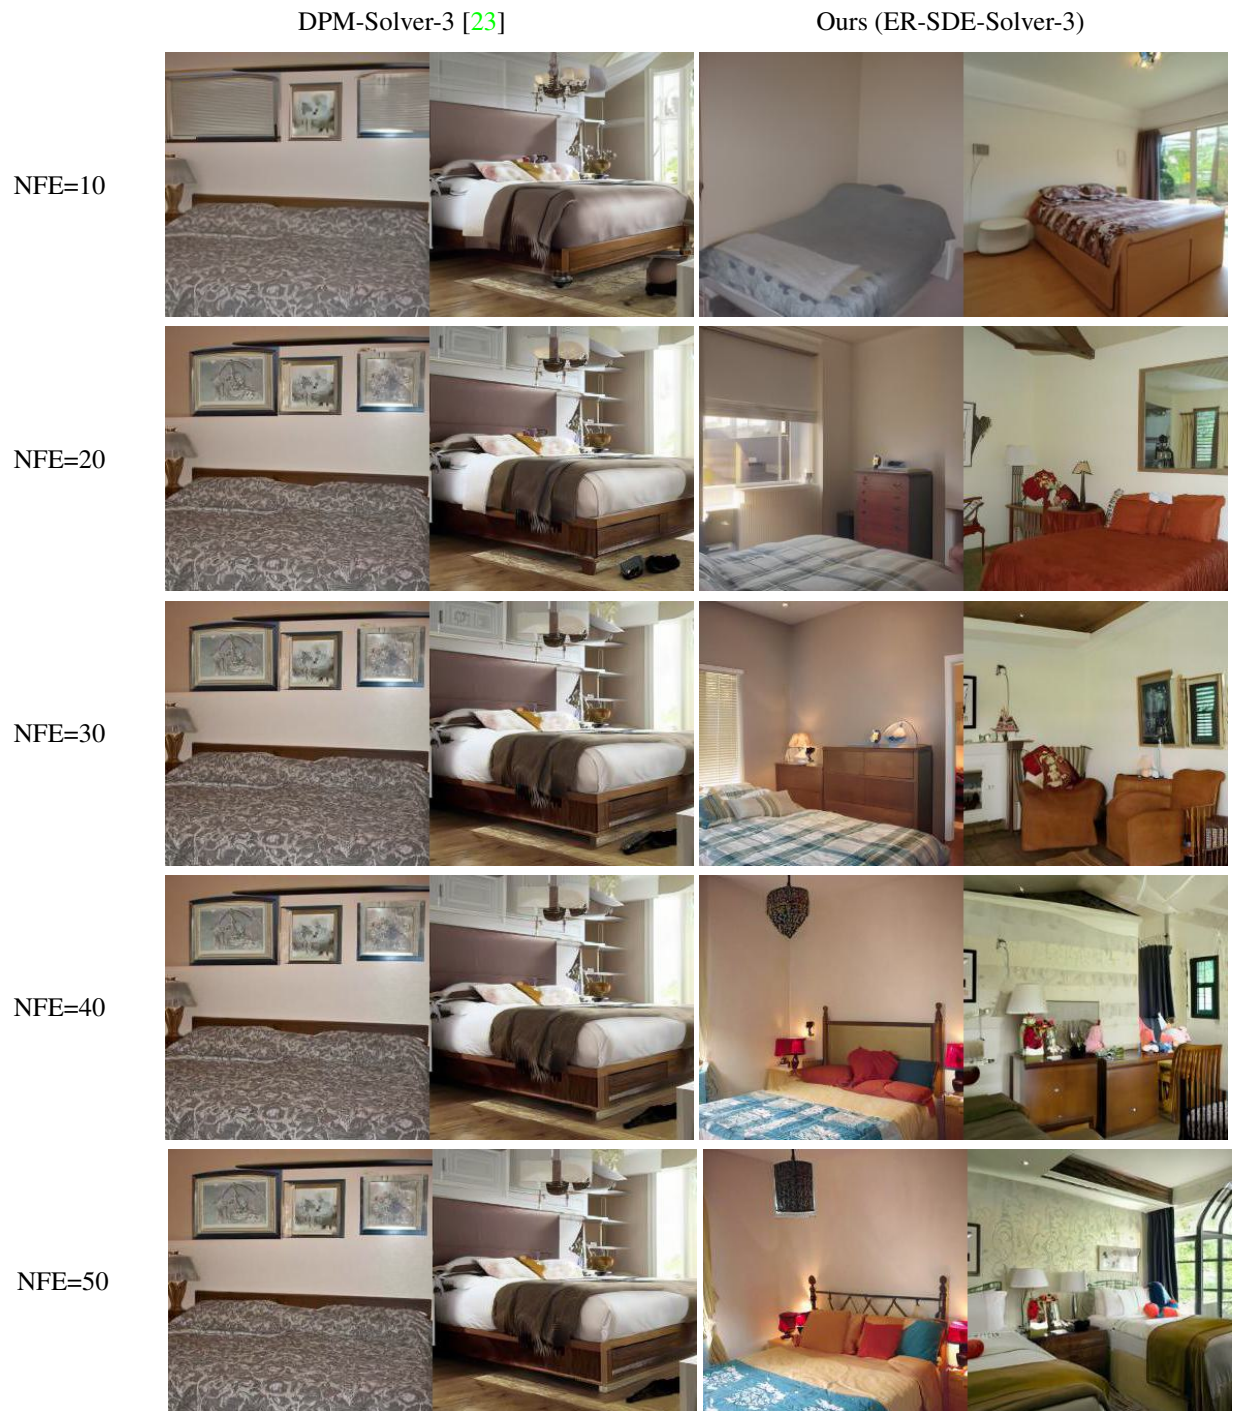 DPM-Solver-3 [23]
Ours (ER-SDE-Solver-3)
NFE=10
NFE=20
NFE=30
NFE=40
NFE=50